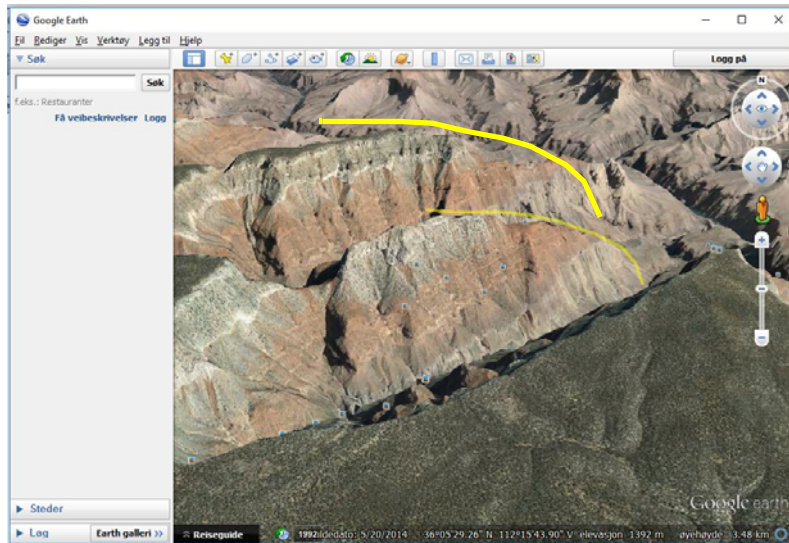 Google Earth
Fil Rediger Vis Verktøy Legg til Hjelp
Søk
Logg på
Søk
f.eks.: Restauranter
Få veibeskrivelser Logg
N
Google earth
Steder
Lag Earth galleri >>
Reiseguide 1992 ildedato: 5/20/2014 36°05'29.26" N 112°15'43.90" V elevasjon 1392 m øyehøyde 3.48 km